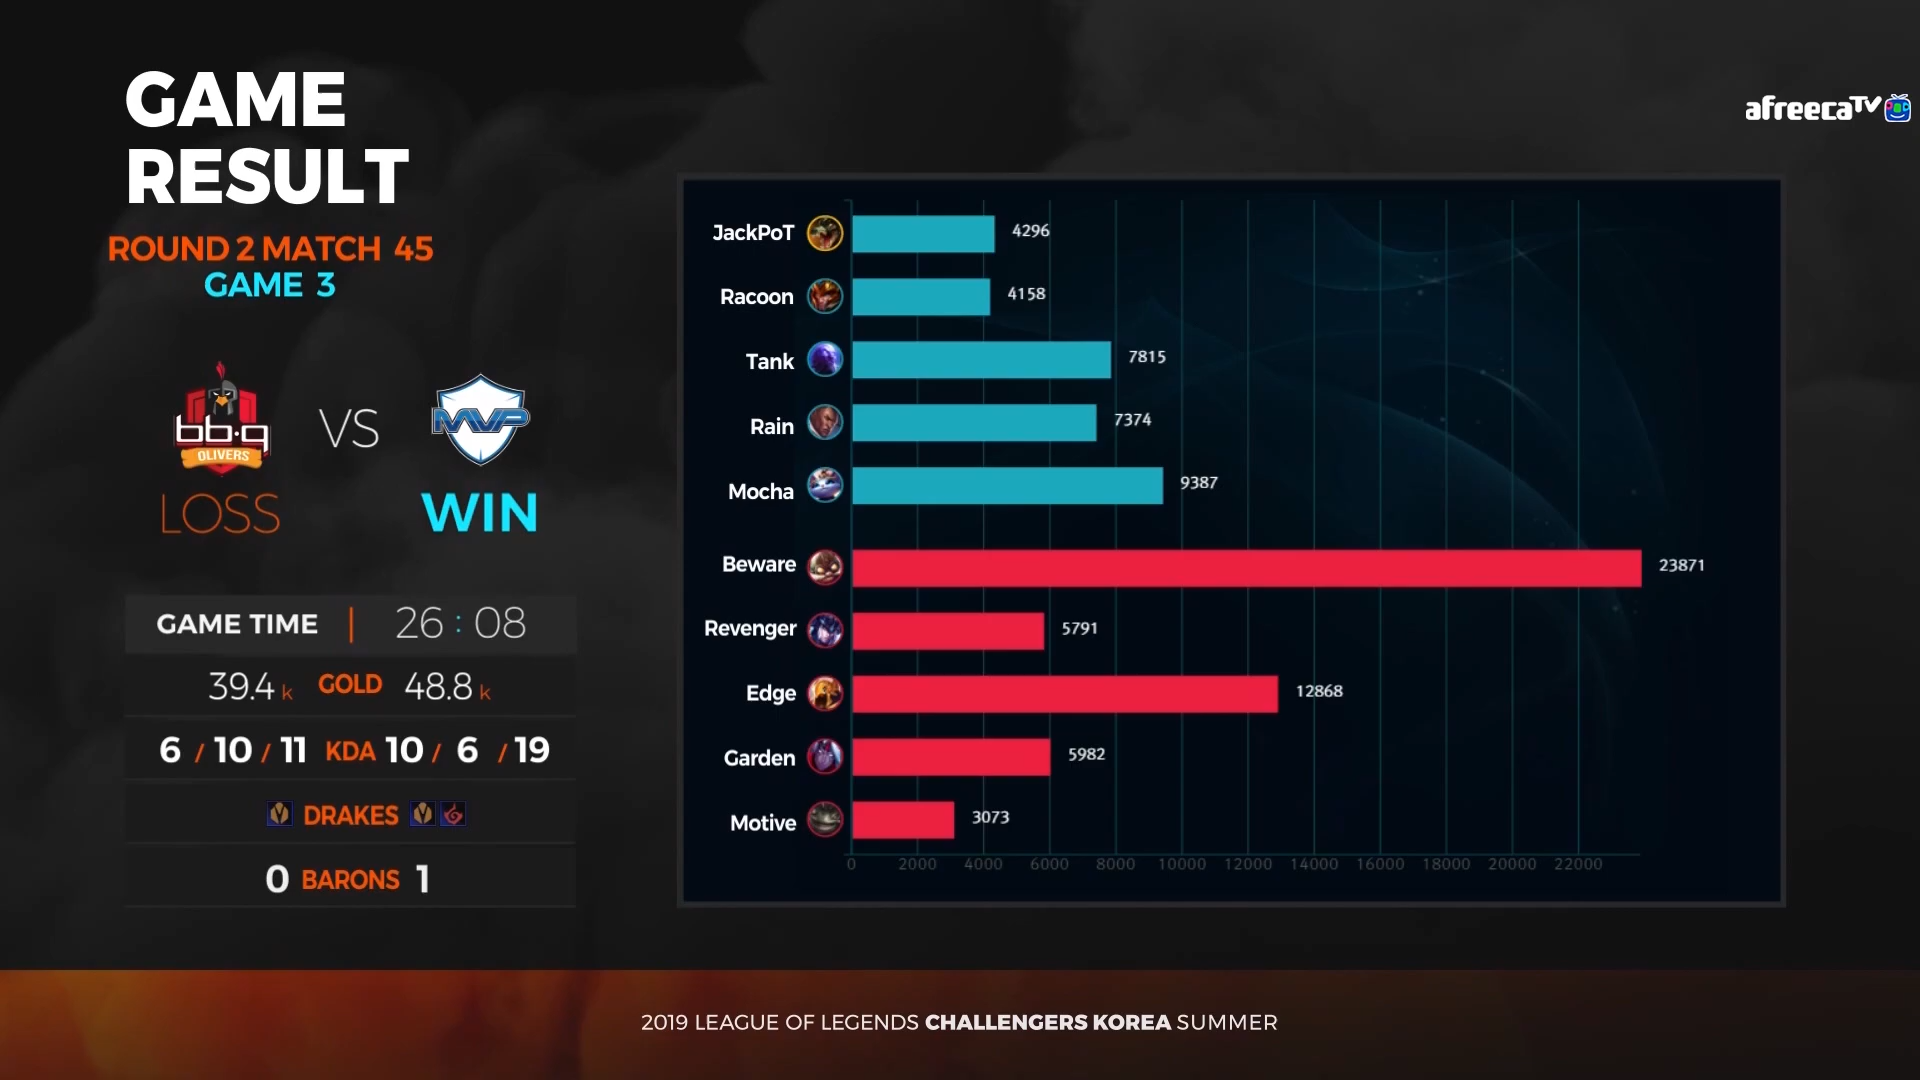 GAME
RESULT
ROUND 2 MATCH 45
GAME 3
bb.q
OLIVERS
VS
MVP
LOSS
WIN
GAME TIME | 26 : 08
39.4 k GOLD 48.8 k
6 / 10 / 11 KDA 10 / 6 / 19
DRAKES
0 BARONS 1
afreecaTV
JackPoT 4296
Racoon 4158
Tank 7815
Rain 7374
Mocha 9387
Beware 23871
Revenger 5791
Edge 12868
Garden 5982
Motive 3073
0 2000 4000 6000 8000 10000 12000 14000 16000 18000 20000 22000
2019 LEAGUE OF LEGENDS CHALLENGERS KOREA SUMMER